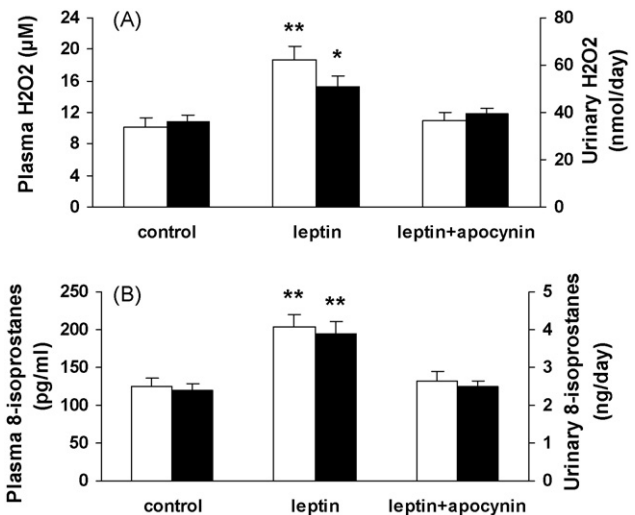 (A)
Plasma H2O2 (µM)
24
20
16
12
8
4
0
**
*
80
60
40
20
0
Urinary H2O2
(nmol/day)
control
leptin
leptin+apocynin
(B)
Plasma 8-isoprostanes
(pg/ml)
250
200
150
100
50
0
**
**
5
4
3
2
1
0
Urinary 8-isoprostanes
(ng/day)
control
leptin
leptin+apocynin